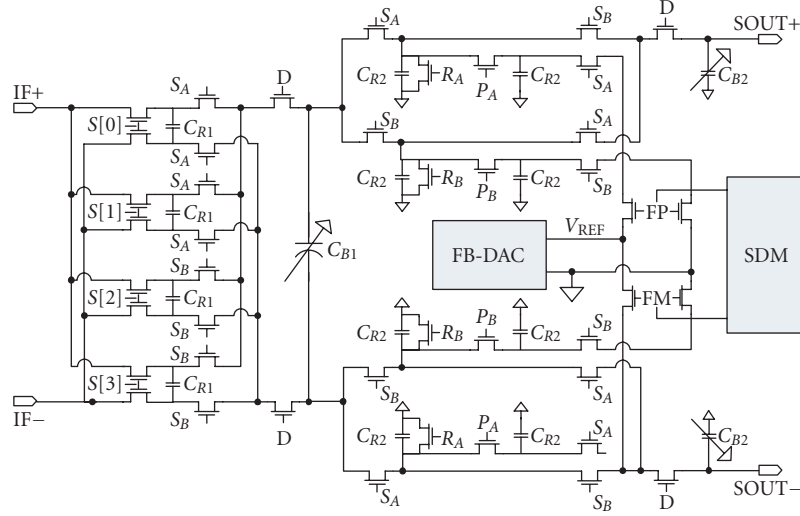 S_A
S_B
D
SOUT+
C_R2
R_A
P_A
C_R2
S_A
C_B2
IF+
S_A
D
S[0]
C_R1
S_A
S_B
S_A
C_R2
R_B
P_B
C_R2
S_B
S_A
S[1]
C_R1
S_A
C_B1
V_REF
FP
FB-DAC
SDM
S_B
S[2]
C_R1
S_B
FM
C_R2
R_B
P_B
C_R2
S_B
S_B
S[3]
C_R1
S_B
S_A
IF−
S_B
D
C_R2
R_A
P_A
C_R2
S_A
C_B2
S_A
S_B
D
SOUT−